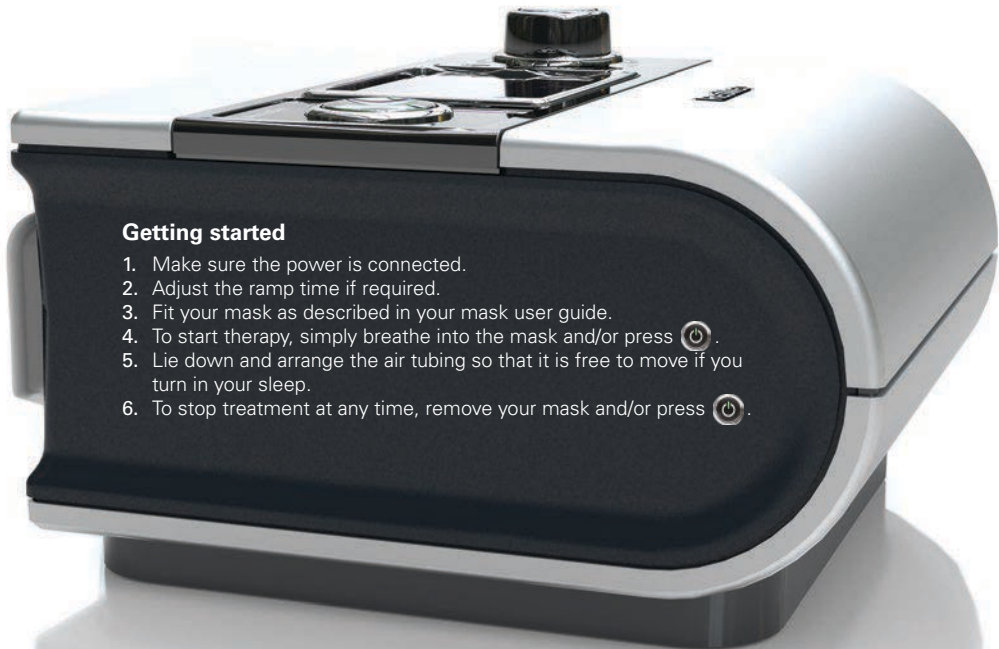 Getting started
1. Make sure the power is connected.
2. Adjust the ramp time if required.
3. Fit your mask as described in your mask user guide.
4. To start therapy, simply breathe into the mask and/or press .
5. Lie down and arrange the air tubing so that it is free to move if you
turn in your sleep.
6. To stop treatment at any time, remove your mask and/or press .